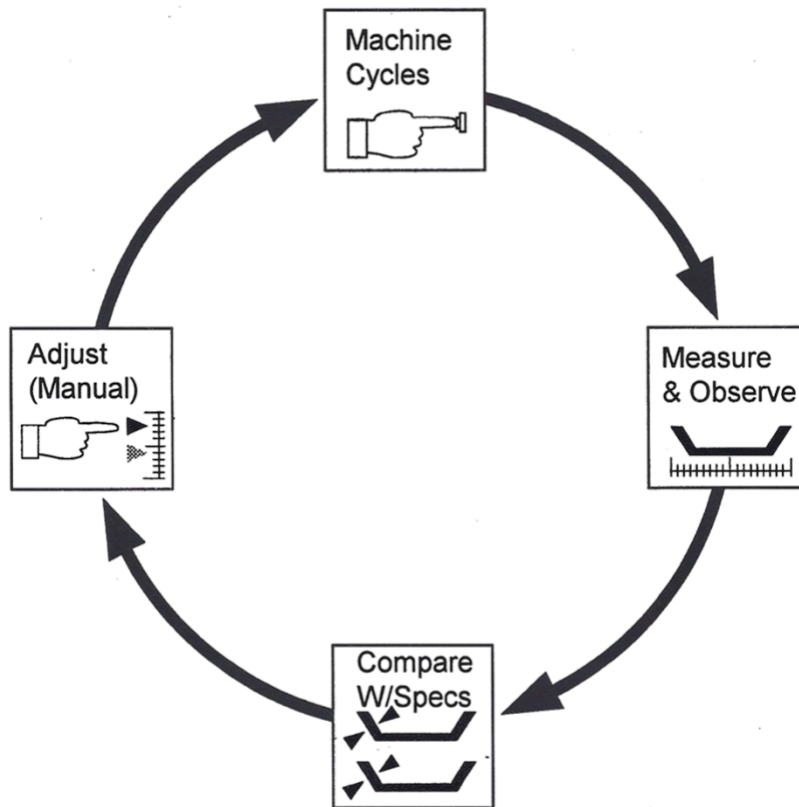 Machine
Cycles
Measure
& Observe
Compare
W/Specs
Adjust
(Manual)